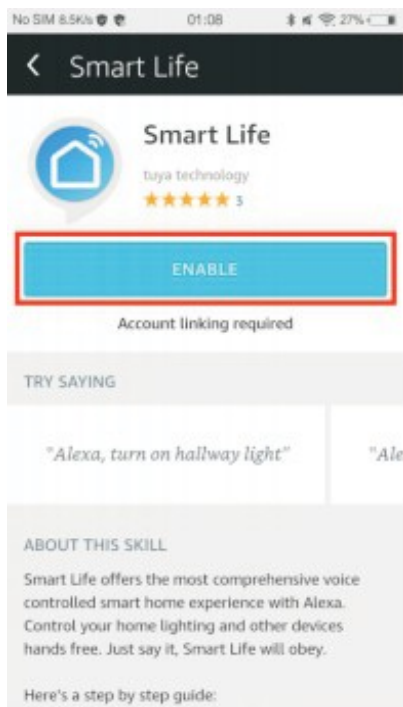 No SIM 8.5K/s 01:08 27%
Smart Life
Smart Life
tuya technology
3
ENABLE
Account linking required
TRY SAYING
"Alexa, turn on hallway light" "Ale
ABOUT THIS SKILL
Smart Life offers the most comprehensive voice
controlled smart home experience with Alexa.
Control your home lighting and other devices
hands free. Just say it, Smart Life will obey.
Here's a step by step guide: